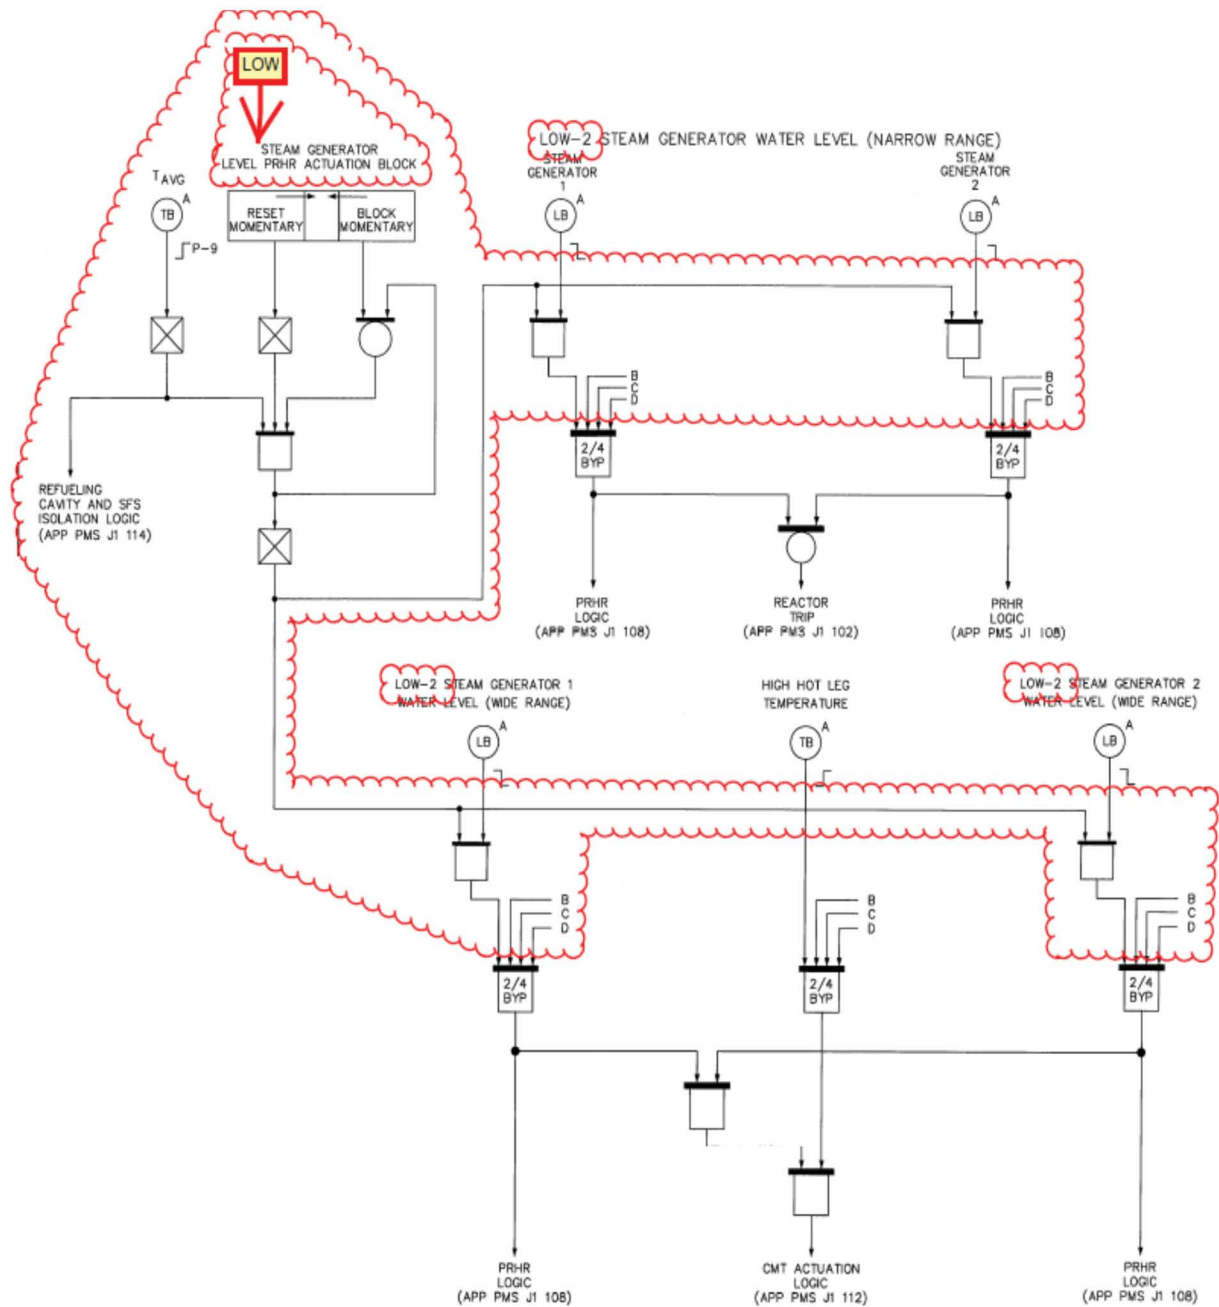 LOW
STEAM GENERATOR
LEVEL PRHR ACTUATION BLOCK
TAVG
A
TB
P-9
RESET
MOMENTARY
BLOCK
MOMENTARY
LOW-2 STEAM GENERATOR WATER LEVEL (NARROW RANGE)
STEAM
GENERATOR
1
A
LB
STEAM
GENERATOR
2
A
LB
B
C
D
B
C
D
2/4
BYP
2/4
BYP
REFUELING
CAVITY AND SFS
ISOLATION LOGIC
(APP PMS J1 114)
PRHR
LOGIC
(APP PMS J1 108)
REACTOR
TRIP
(APP PMS J1 102)
PRHR
LOGIC
(APP PMS J1 108)
LOW-2 STEAM GENERATOR 1
WATER LEVEL (WIDE RANGE)
A
LB
HIGH HOT LEG
TEMPERATURE
A
TB
LOW-2 STEAM GENERATOR 2
WATER LEVEL (WIDE RANGE)
A
LB
B
C
D
B
C
D
B
C
D
2/4
BYP
2/4
BYP
2/4
BYP
PRHR
LOGIC
(APP PMS J1 108)
CMT ACTUATION
LOGIC
(APP PMS J1 112)
PRHR
LOGIC
(APP PMS J1 108)